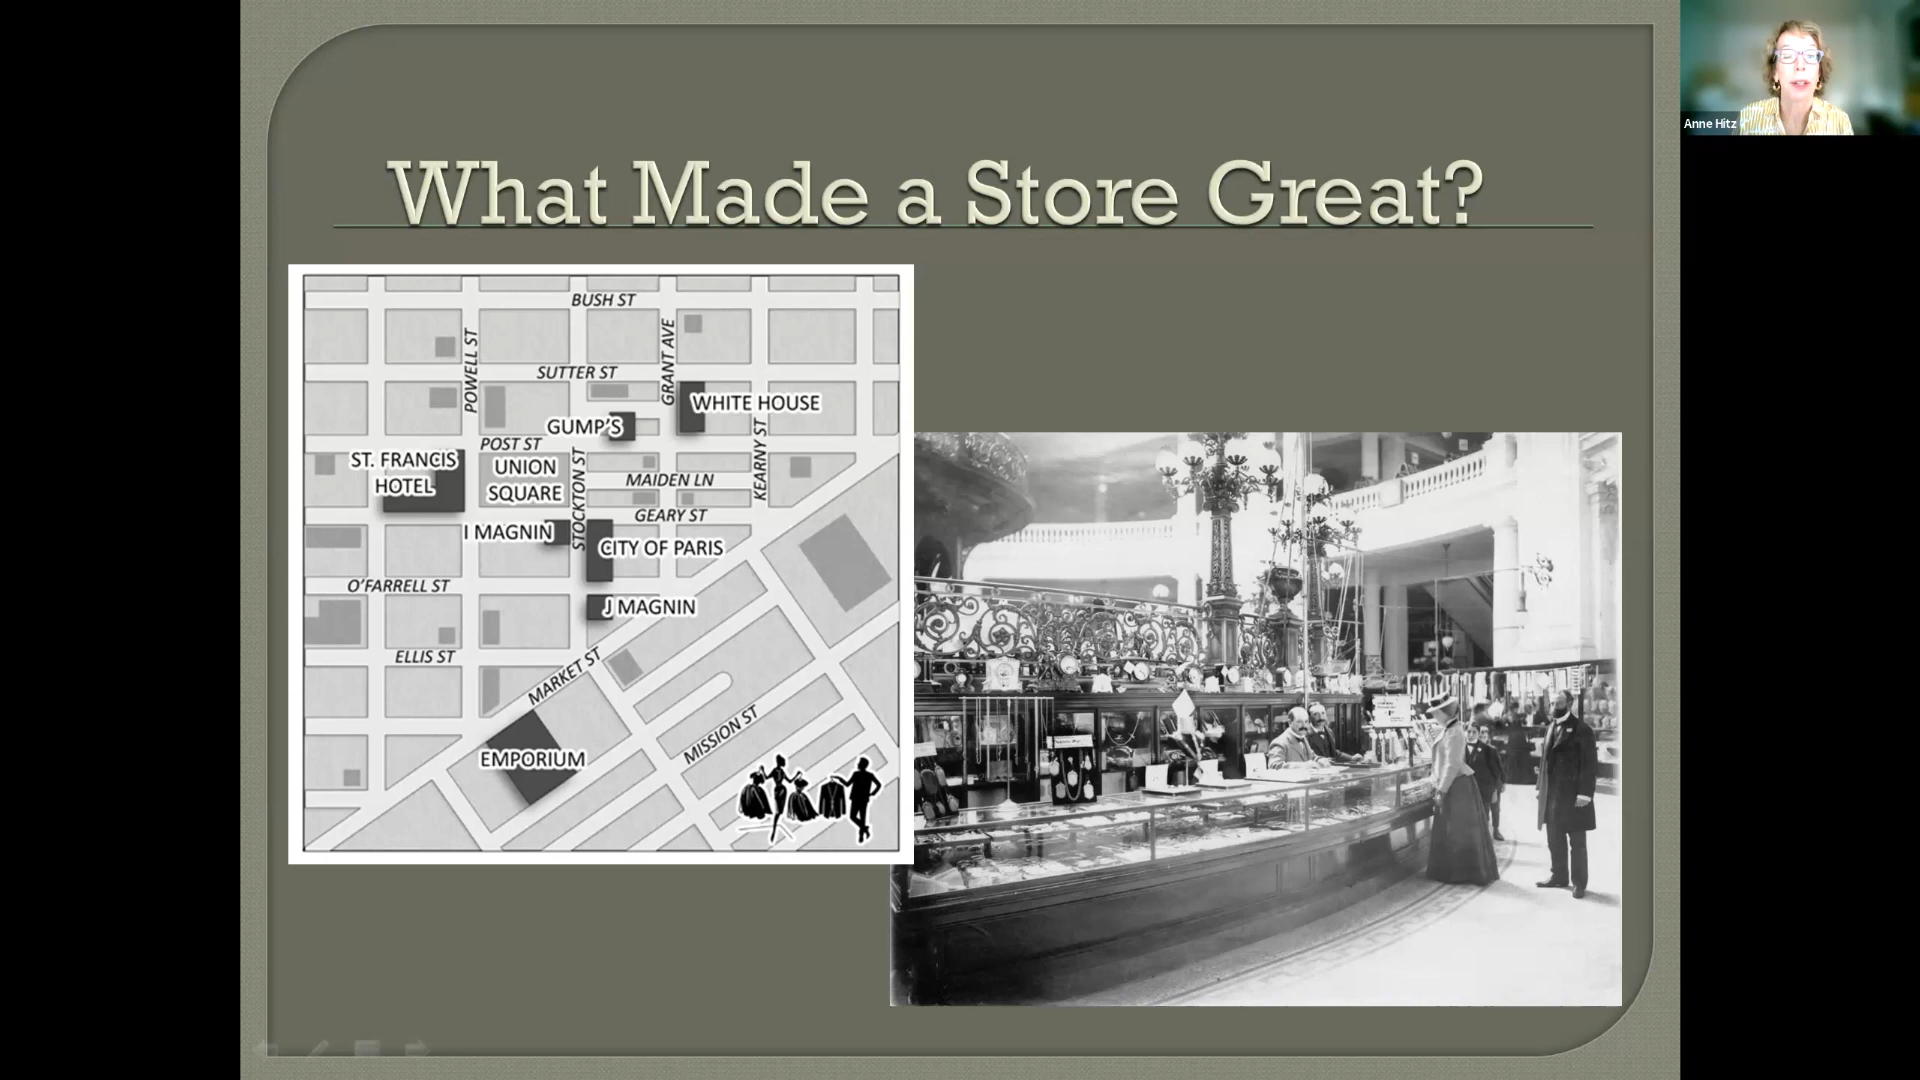 What Made a Store Great?
Anne Hitz
BUSH ST
POWELL ST
GRANT AVE
SUTTER ST
WHITE HOUSE
GUMP'S
KEARNY ST
POST ST
ST. FRANCIS
HOTEL
UNION
SQUARE
STOCKTON ST
MAIDEN LN
GEARY ST
I MAGNIN
CITY OF PARIS
O'FARRELL ST
J MAGNIN
ELLIS ST
MARKET ST
MISSION ST
EMPORIUM